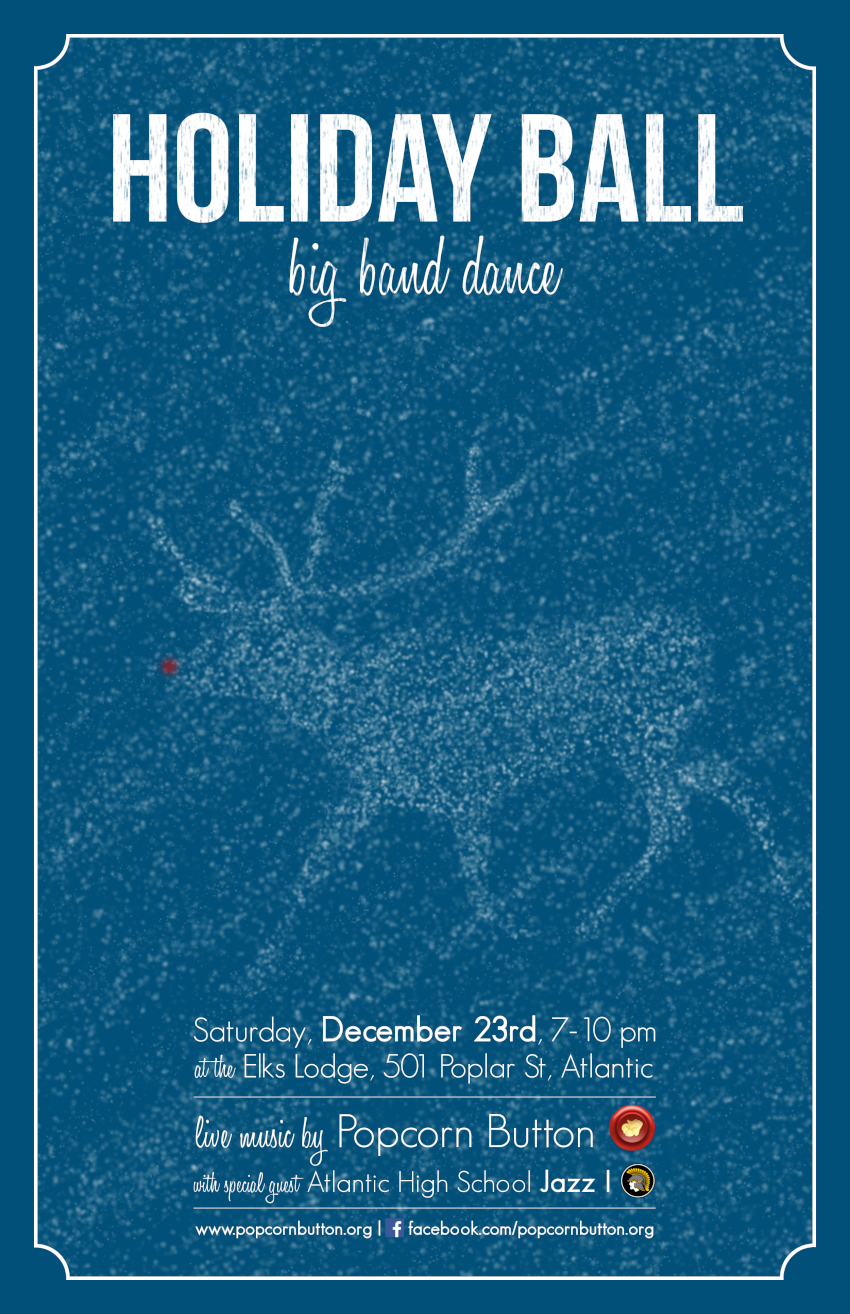 HOLIDAY BALL
big band dance
Saturday, December 23rd, 7-10 pm
at the Elks Lodge, 501 Poplar St, Atlantic
live music by Popcorn Button
with special guest Atlantic High School Jazz I
www.popcornbutton.org | f facebook.com/popcornbutton.org